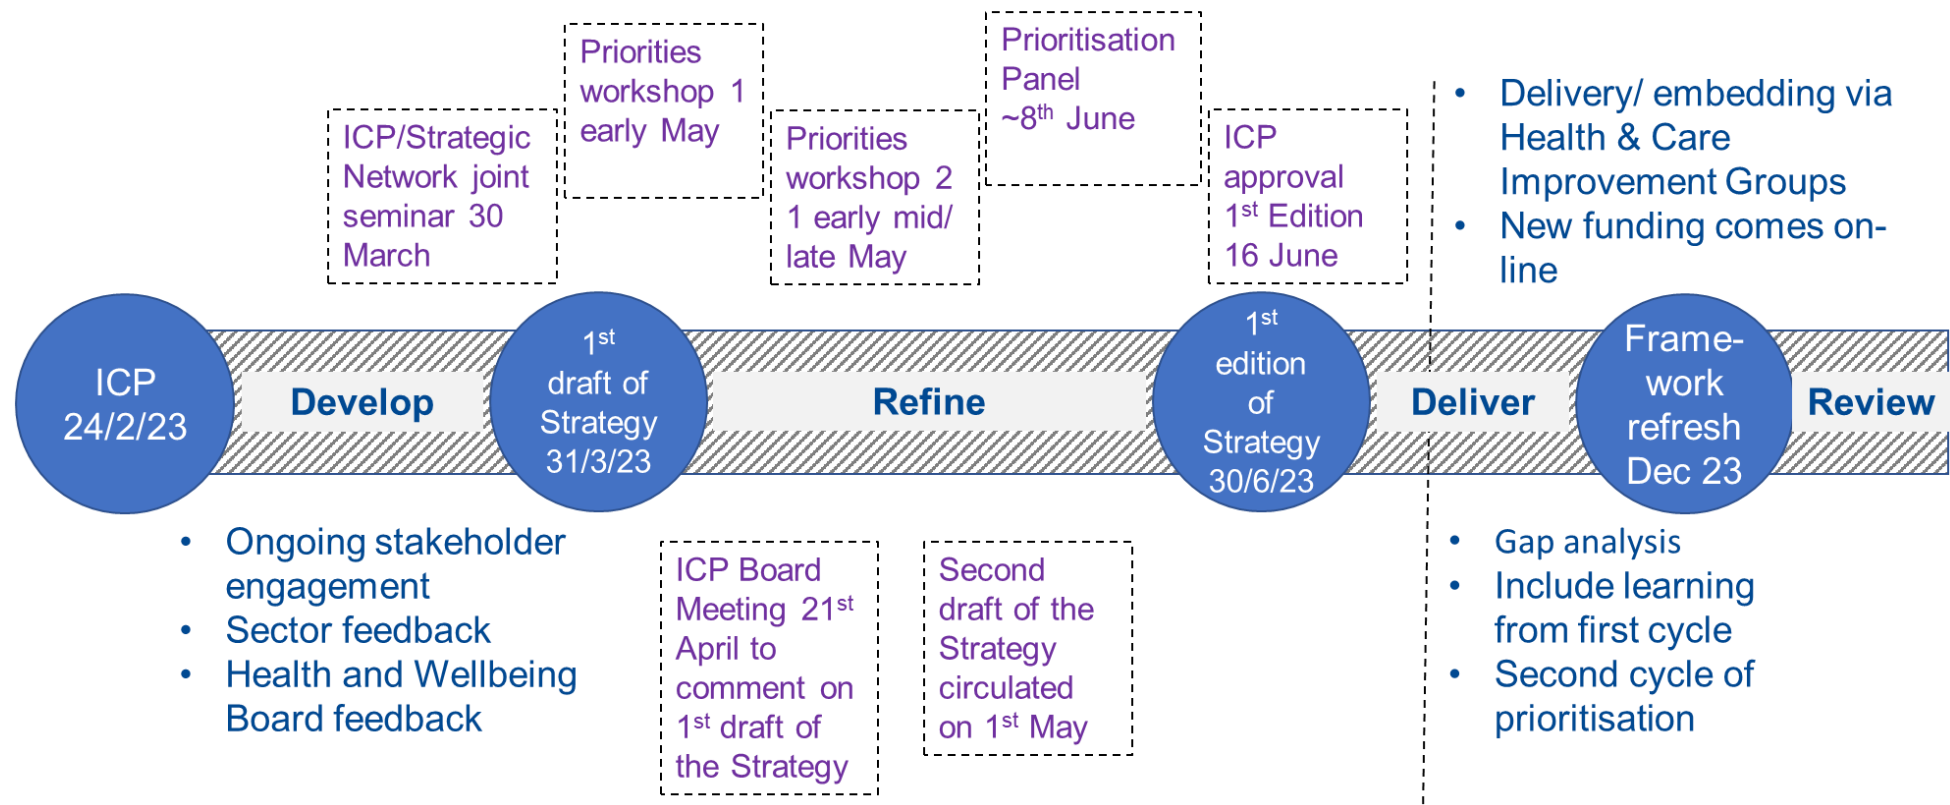 ICP/Strategic
Network joint
seminar 30
March
Priorities
workshop 1
early May
Priorities
workshop 2
1 early mid/
late May
Prioritisation
Panel
~8th June
ICP
approval
1st Edition
16 June
• Delivery/ embedding via
Health & Care
Improvement Groups
• New funding comes on-
line
ICP
24/2/23
Develop
1st
draft of
Strategy
31/3/23
Refine
1st
edition
of
Strategy
30/6/23
Deliver
Frame-
work
refresh
Dec 23
Review
• Ongoing stakeholder
engagement
• Sector feedback
• Health and Wellbeing
Board feedback
ICP Board
Meeting 21st
April to
comment on
1st draft of
the Strategy
Second
draft of the
Strategy
circulated
on 1st May
• Gap analysis
• Include learning
from first cycle
• Second cycle of
prioritisation